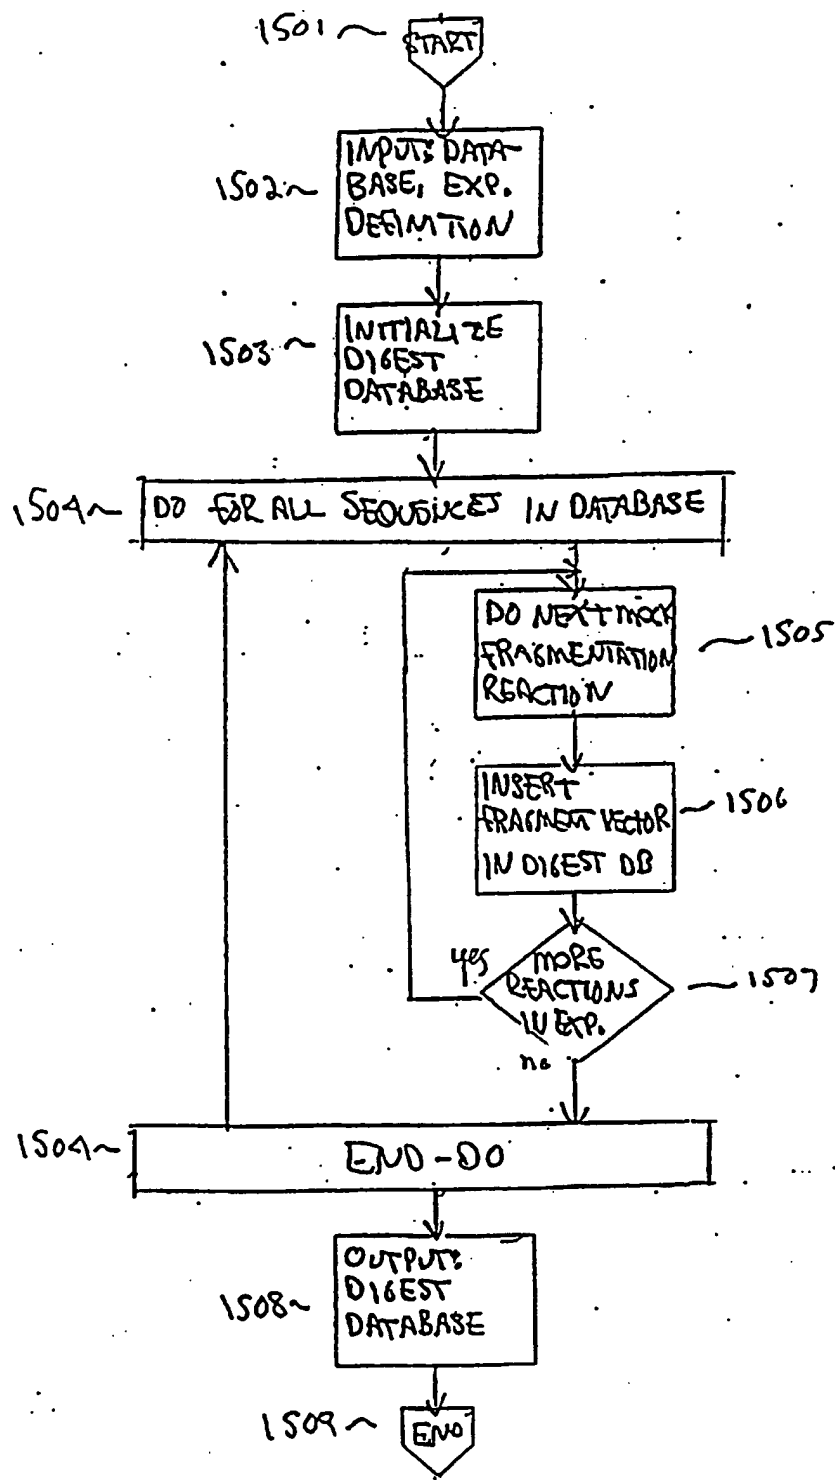 1501
START
INPUT: DATA-
1502
BASE, EXP.
DEFINITION
INITIALIZE
1503
DIGEST
DATABASE
1504
DO FOR ALL SEQUENCES IN DATABASE
DO NEXT MOCK
1505
FRAGMENTATION
REACTION
INSERT
1506
FRAGMENT VECTOR
IN DIGEST DB
yes
MORE
REACTIONS
1507
IN EXP.
no
1504
END-DO
OUTPUT:
DIGEST
1508
DATABASE
1509
END